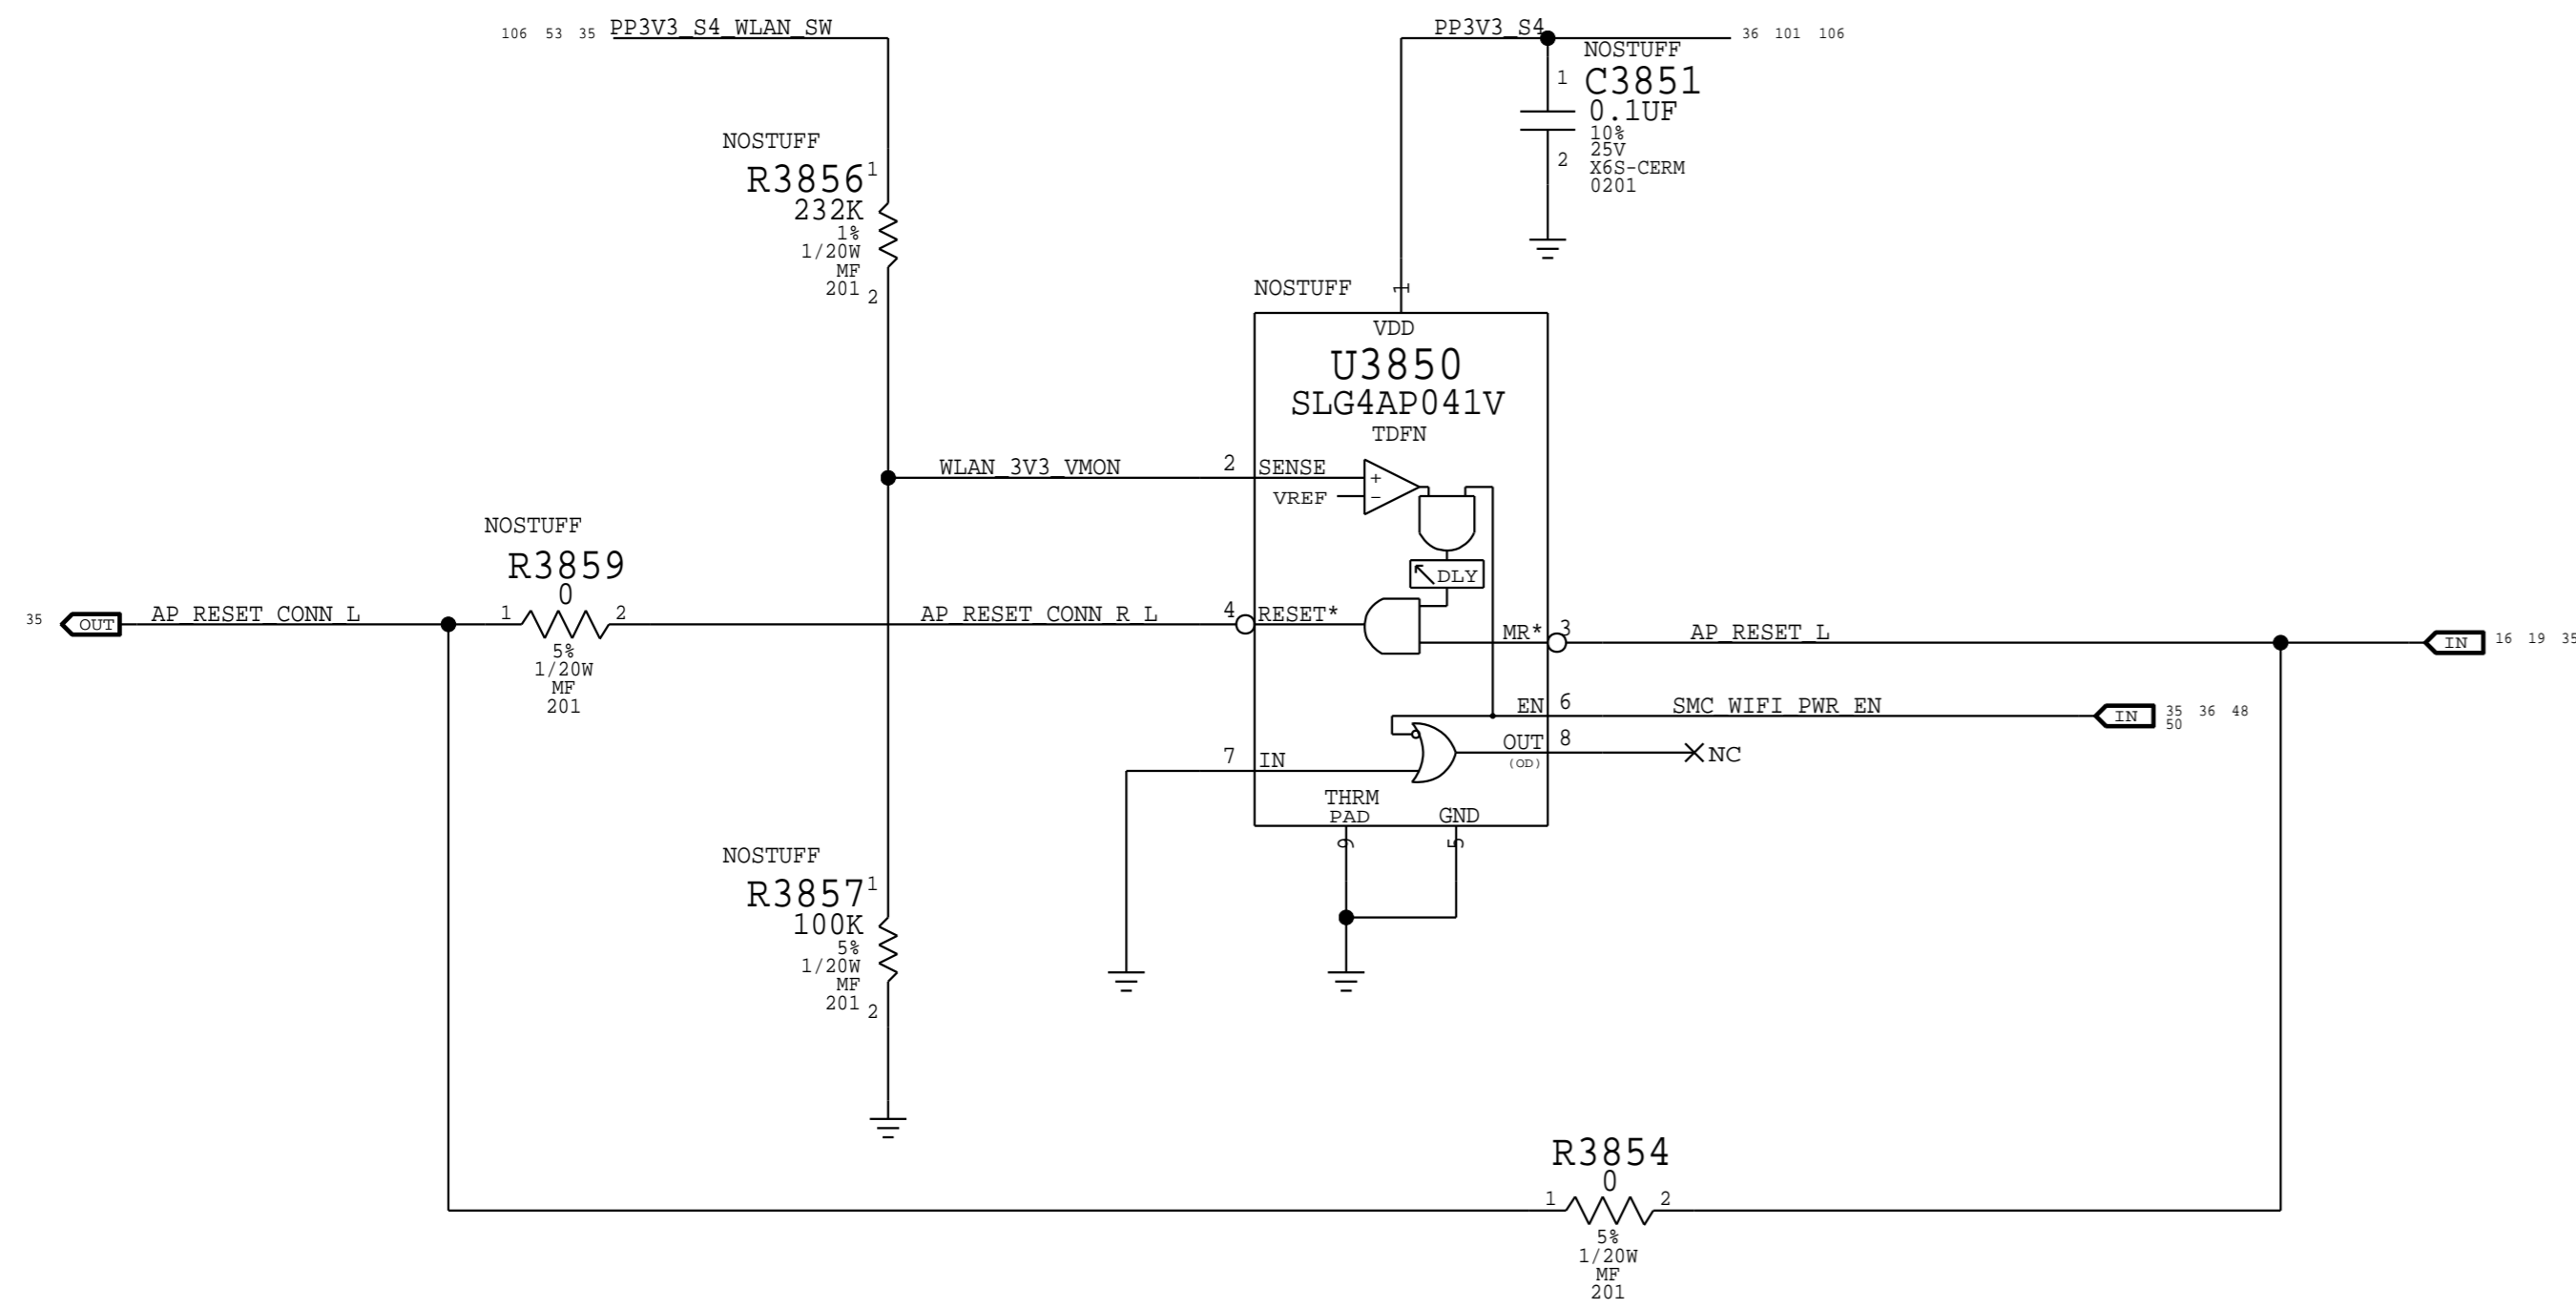 106 53 35 PP3V3_S4_WLAN_SW
PP3V3_S4
36 101 106
NOSTUFF
1 C3851
0.1UF
10%
25V
2 X6S-CERM
0201
NOSTUFF
R3856 1
232K
1%
1/20W
MF
201 2
NOSTUFF
1
VDD
U3850
SLG4AP041V
TDFN
WLAN_3V3_VMON 2 SENSE +
VREF -
NOSTUFF
R3859
0
DLY
35 OUT AP_RESET_CONN_L 1 2 AP_RESET_CONN_R_L 4 RESET*
5%
1/20W
MF
201
MR* 3 AP_RESET_L IN 16 19 35
EN 6 SMC_WIFI_PWR_EN IN 35 36 48
50
OUT 8 NC
(OD)
7 IN
THRM
PAD GND
9 5
NOSTUFF
R3857 1
100K
5%
1/20W
MF
201 2
R3854
0
1 2
5%
1/20W
MF
201